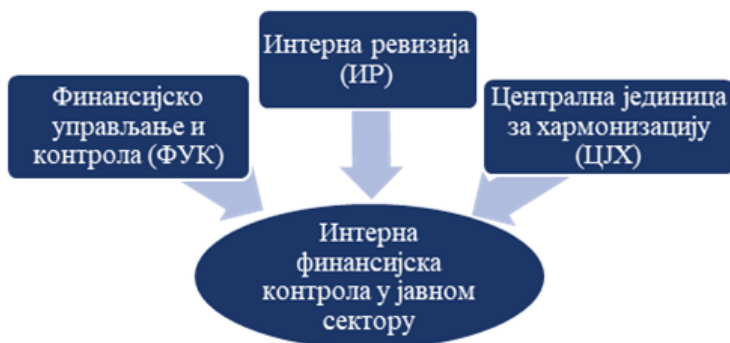 Финансијско
управљање и
контрола (ФУК)
Интерна ревизија
(ИР)
Централна јединица
за хармонизацију
(ЦЈХ)
Интерна
финансијска
контрола у јавном
сектору